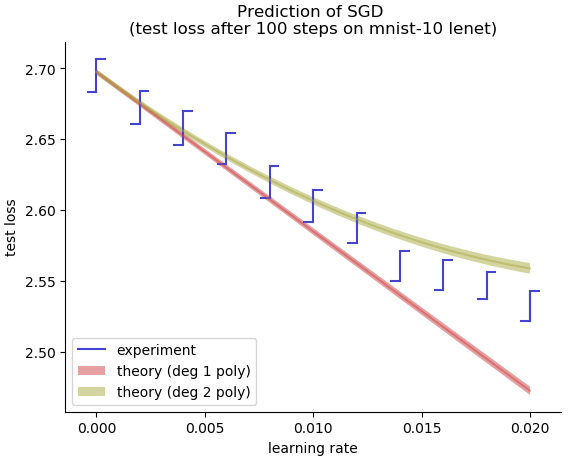 Prediction of SGD
(test loss after 100 steps on mnist-10 lenet)
test loss
2.70
2.65
2.60
2.55
2.50
experiment
theory (deg 1 poly)
theory (deg 2 poly)
0.000
0.005
0.010
0.015
0.020
learning rate